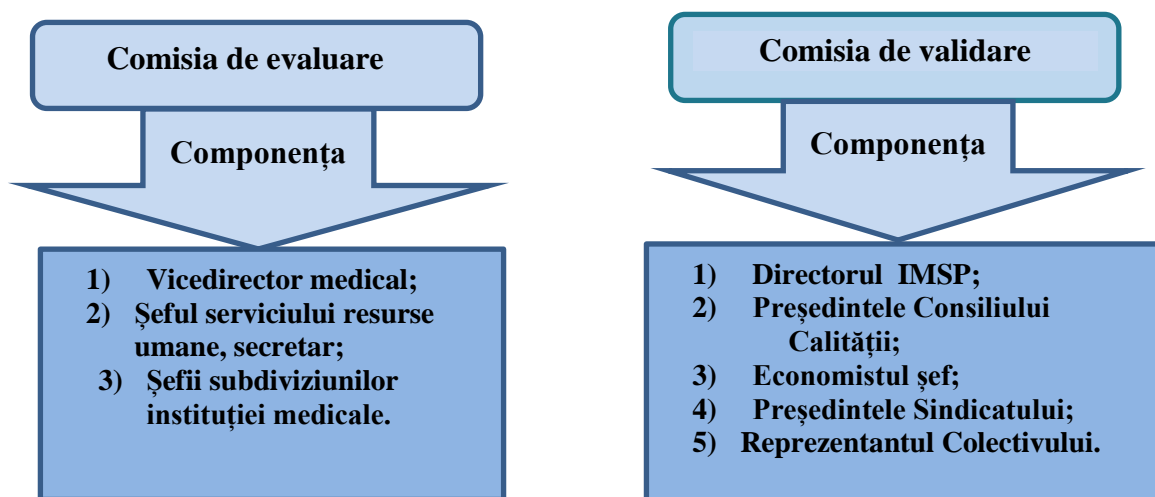 Comisia de evaluare
Componența
1) Vicedirector medical;
2) Șeful serviciului resurse
umane, secretar;
3) Șefii subdiviziunilor
instituției medicale.
Comisia de validare
Componența
1) Directorul IMSP;
2) Președintele Consiliului
Calității;
3) Economistul șef;
4) Președintele Sindicatului;
5) Reprezentantul Colectivului.